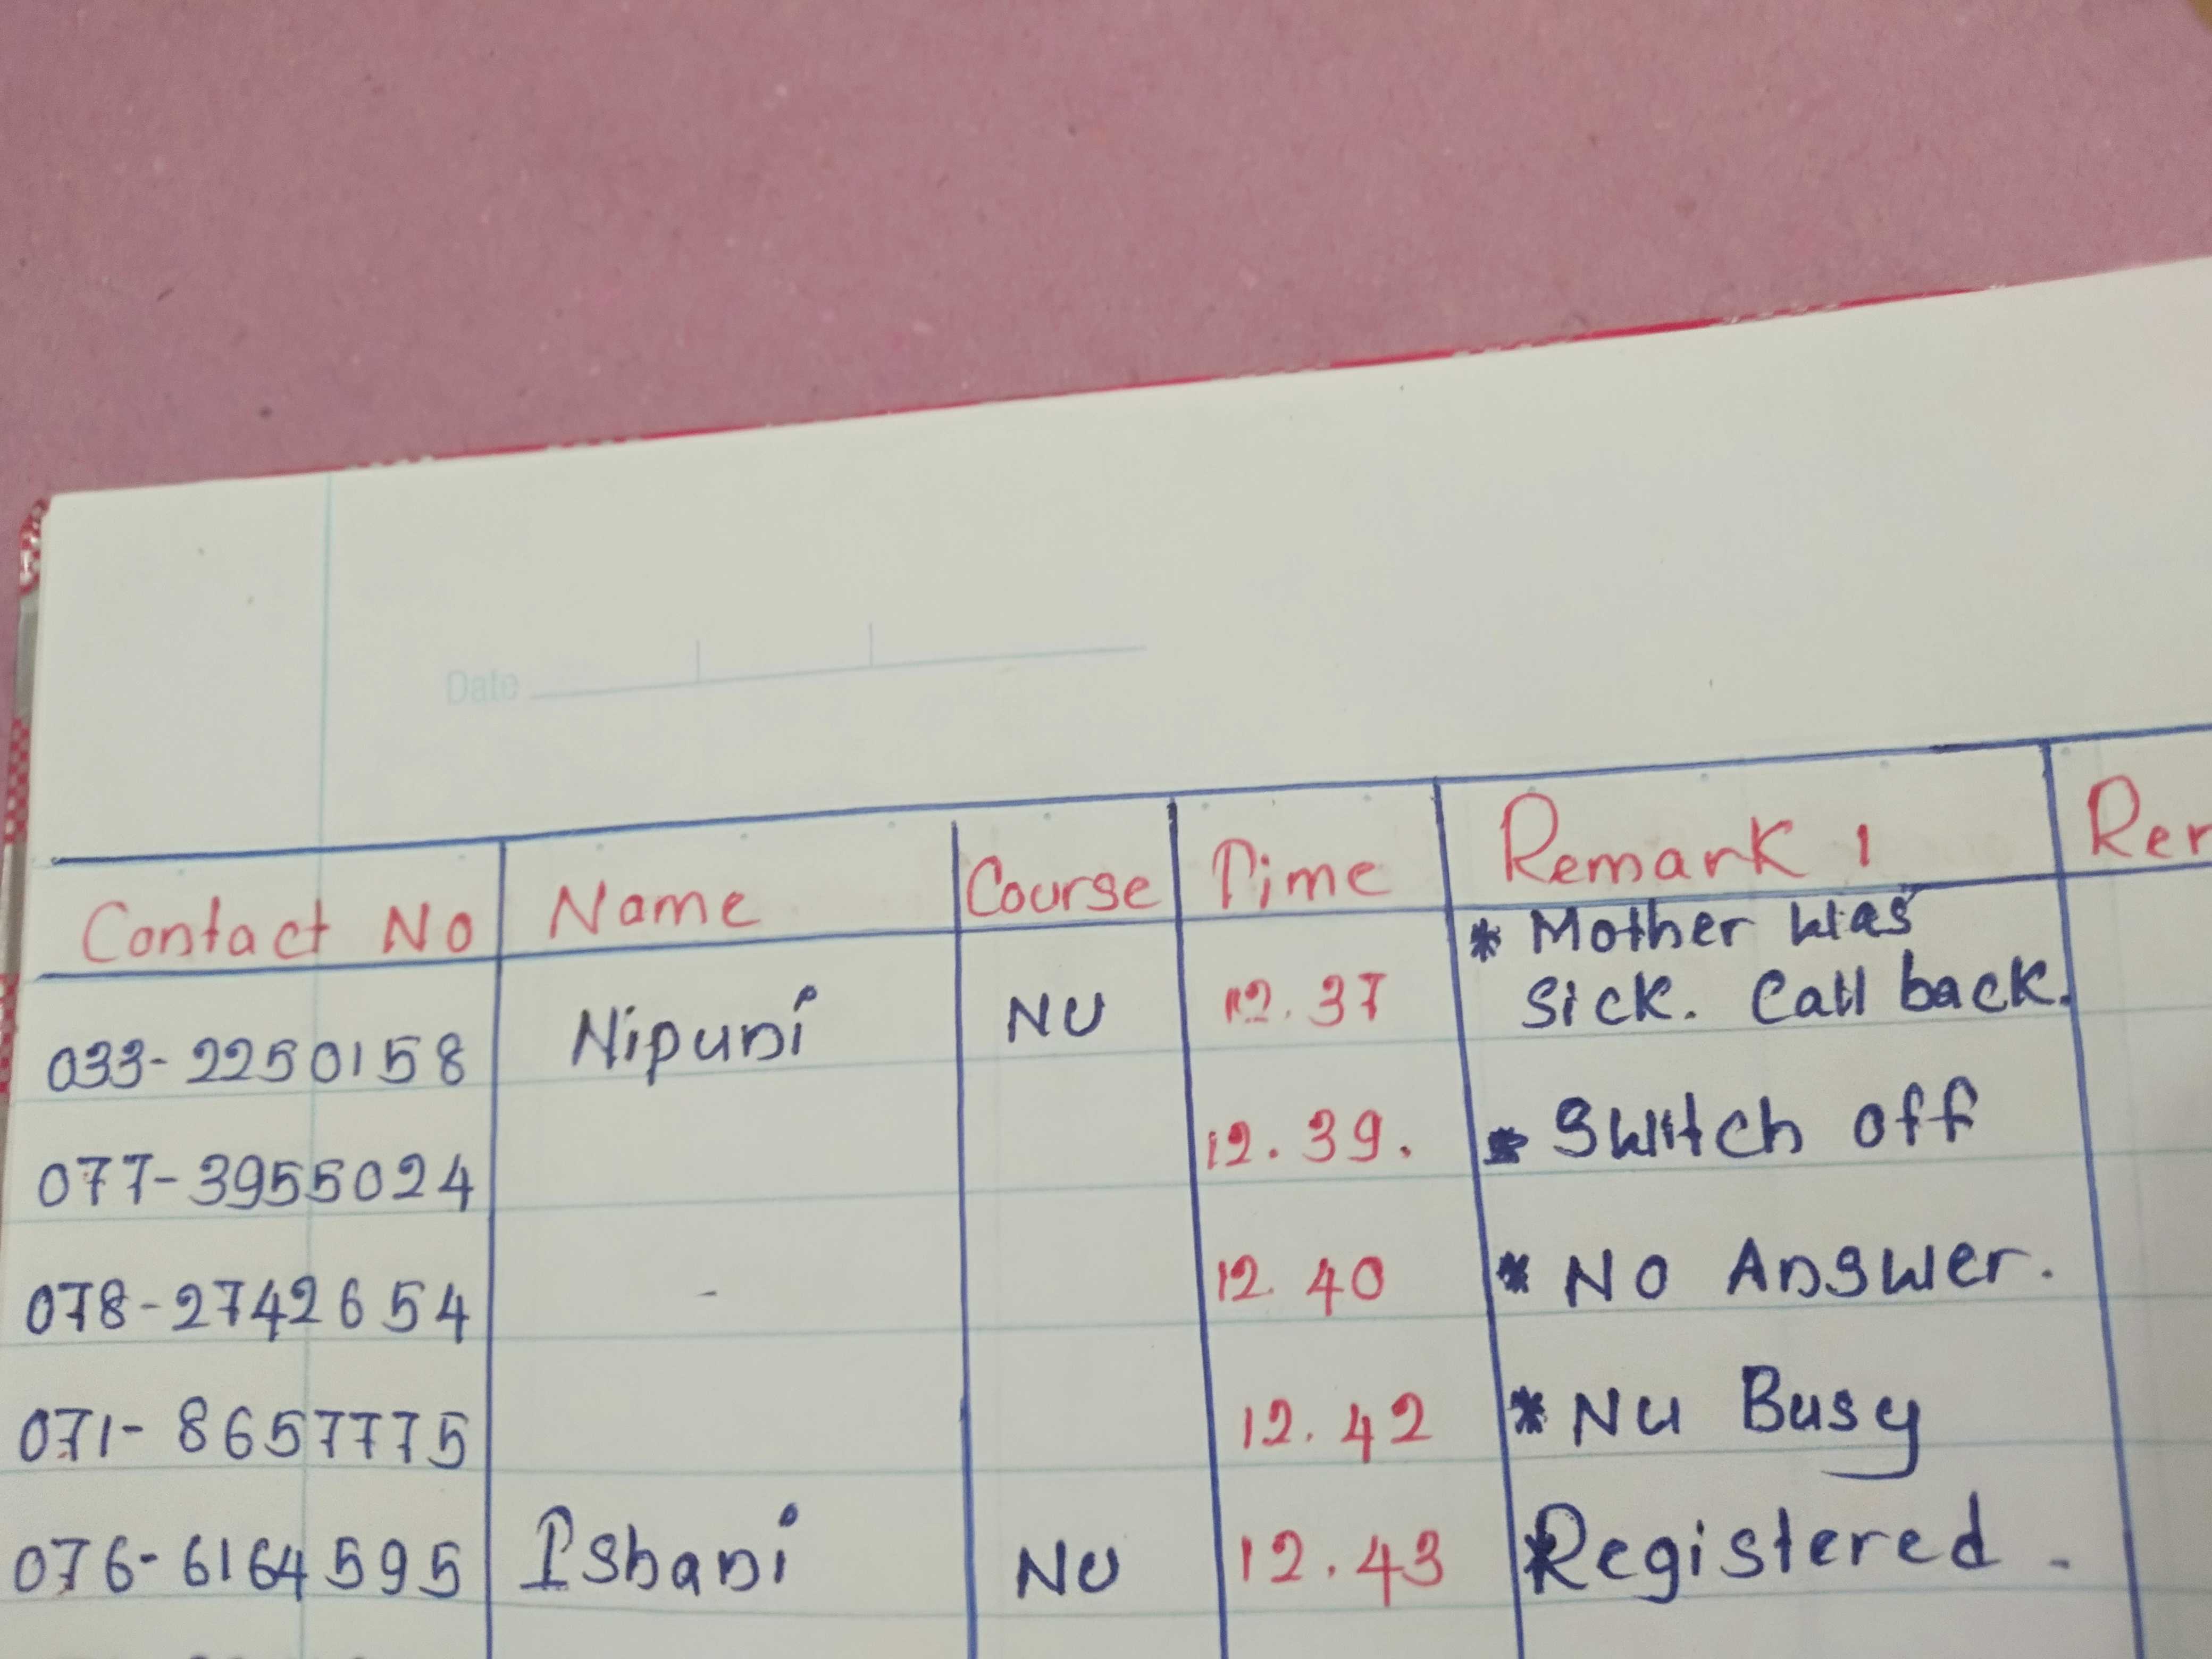 Date
Contact No Name Course Time Remark 1
033-2250158 Nipuni NU 12.37 * Mother was
sick. Call back.
077-3955024 12.39. * Switch off
078-2742654 - 12.40 * No Answer.
071-8657775 12.42 * Nu Busy
076-6164595 Ishani NU 12.43 * Registered.